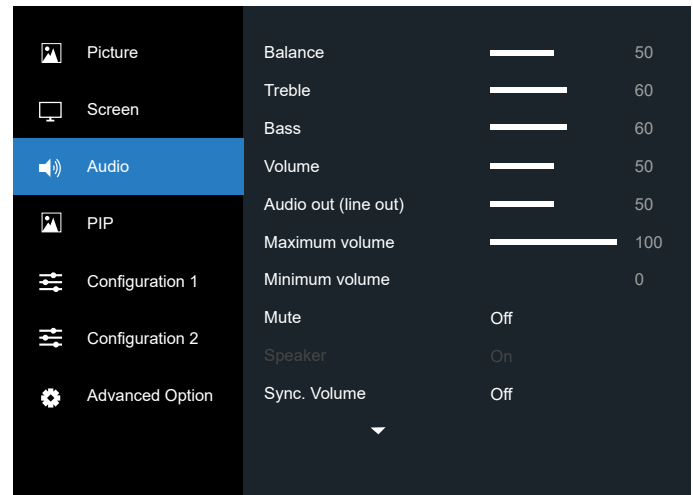 Picture
Screen
Audio
PIP
Configuration 1
Configuration 2
Advanced Option
Balance 50
Treble 60
Bass 60
Volume 50
Audio out (line out) 50
Maximum volume 100
Minimum volume 0
Mute Off
Speaker On
Sync. Volume Off